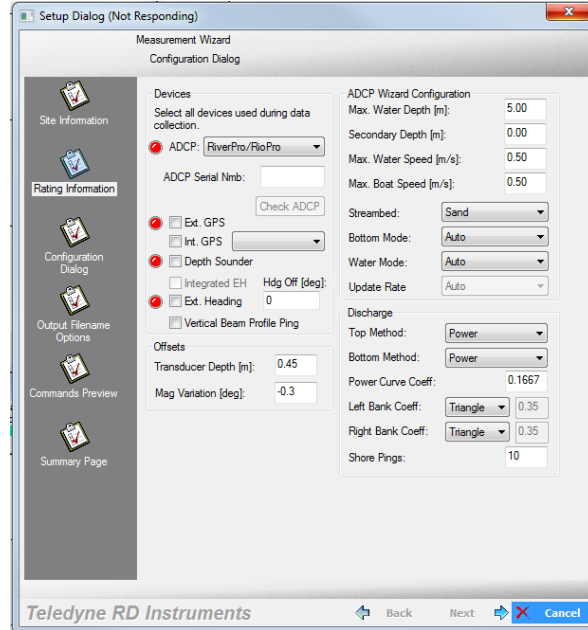 Setup Dialog (Not Responding)
Measurement Wizard
Configuration Dialog
Site Information
Rating Information
Configuration
Dialog
Output Filename
Options
Commands Preview
Summary Page
Devices
Select all devices used during data
collection.
ADCP: RiverPro/RioPro
ADCP Serial Nmb:
Check ADCP
Ext. GPS
Int. GPS
Depth Sounder
Integrated EH Hdg Off [deg]:
Ext. Heading 0
Vertical Beam Profile Ping
Offsets
Transducer Depth [m]: 0.45
Mag Variation [deg]: -0.3
ADCP Wizard Configuration
Max. Water Depth [m]: 5.00
Secondary Depth [m]: 0.00
Max. Water Speed [m/s]: 0.50
Max. Boat Speed [m/s]: 0.50
Streambed: Sand
Bottom Mode: Auto
Water Mode: Auto
Update Rate Auto
Discharge
Top Method: Power
Bottom Method: Power
Power Curve Coeff: 0.1667
Left Bank Coeff: Triangle 0.35
Right Bank Coeff: Triangle 0.35
Shore Pings: 10
Teledyne RD Instruments
Back Next Cancel